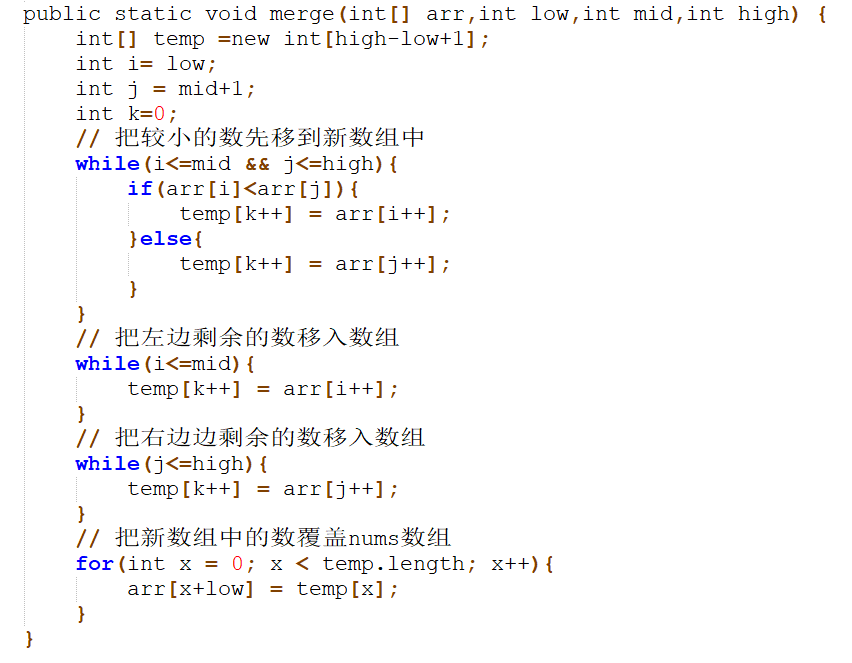 public static void merge(int[] arr,int low,int mid,int high) {
    int[] temp =new int[high-low+1];
    int i= low;
    int j = mid+1;
    int k=0;
    // 把较小的数先移到新数组中
    while(i<=mid && j<=high){
        if(arr[i]<arr[j]){
            temp[k++] = arr[i++];
        }else{
            temp[k++] = arr[j++];
        }
    }
    // 把左边剩余的数移入数组
    while(i<=mid){
        temp[k++] = arr[i++];
    }
    // 把右边边剩余的数移入数组
    while(j<=high){
        temp[k++] = arr[j++];
    }
    // 把新数组中的数覆盖nums数组
    for(int x = 0; x < temp.length; x++){
        arr[x+low] = temp[x];
    }
}